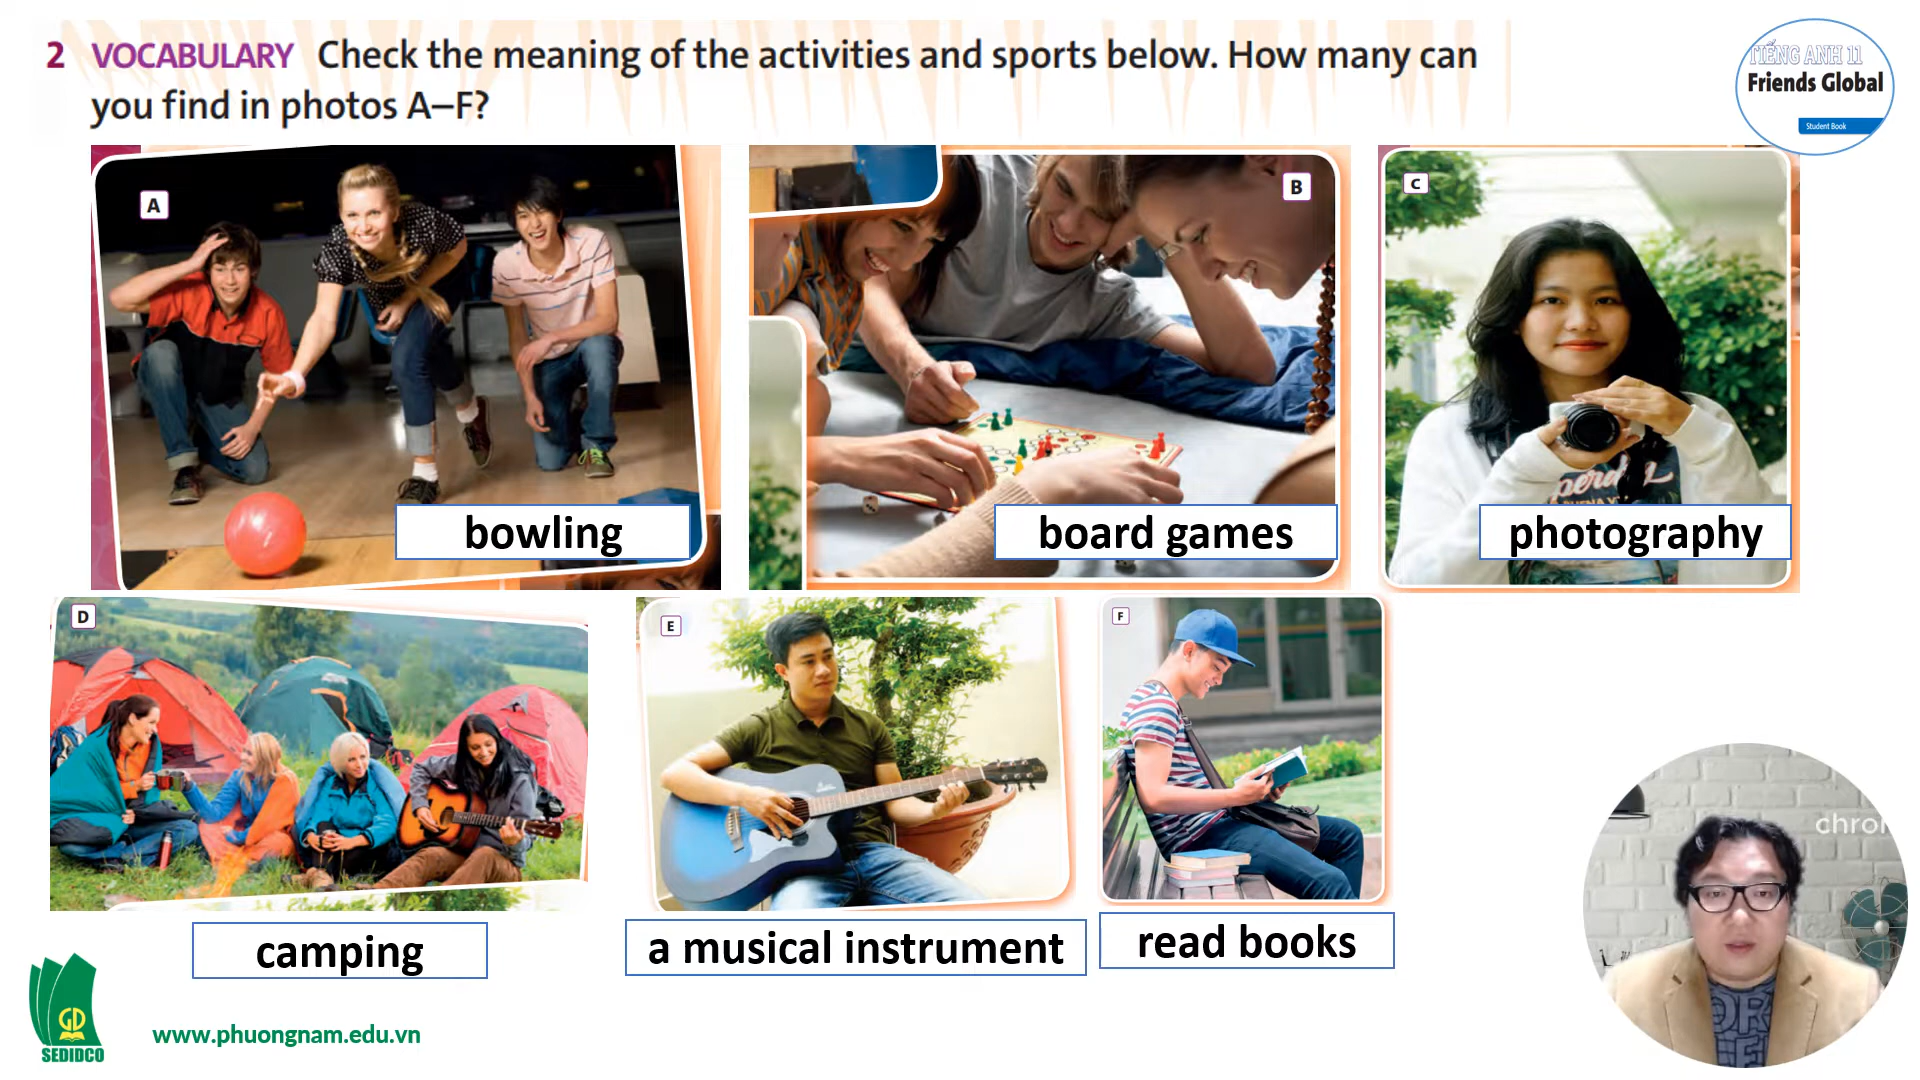 2 VOCABULARY Check the meaning of the activities and sports below. How many can
you find in photos A–F?
TIẾNG ANH 11
Friends Global
Student Book
A
B
C
bowling
board games
photography
D
E
F
camping
a musical instrument
read books
GD
SEDIDCO
www.phuongnam.edu.vn